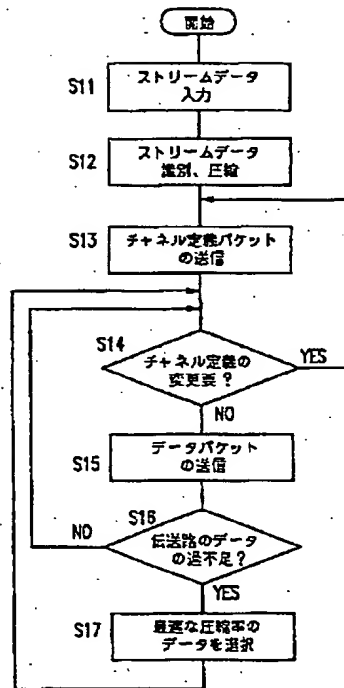 開始
S11
ストリームデータ
入力
S12
ストリームデータ
識別、圧縮
S13
チャネル定義パケット
の送信
S14
チャネル定義の
変更要?
YES
NO
S15
データパケット
の送信
S16
NO
伝送路のデータ
の過不足?
YES
S17
最適な圧縮率の
データを選択